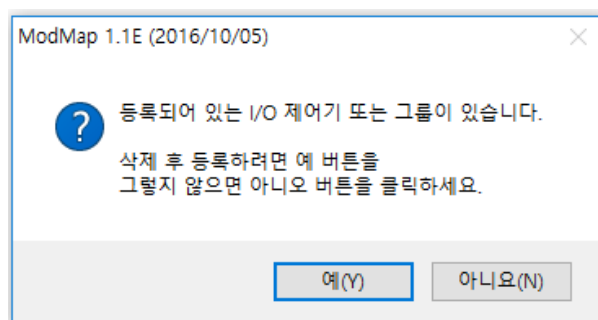 ModMap 1.1E (2016/10/05)
등록되어 있는 I/O 제어기 또는 그룹이 있습니다.
삭제 후 등록하려면 예 버튼을
그렇지 않으면 아니오 버튼을 클릭하세요.
예(Y)
아니요(N)